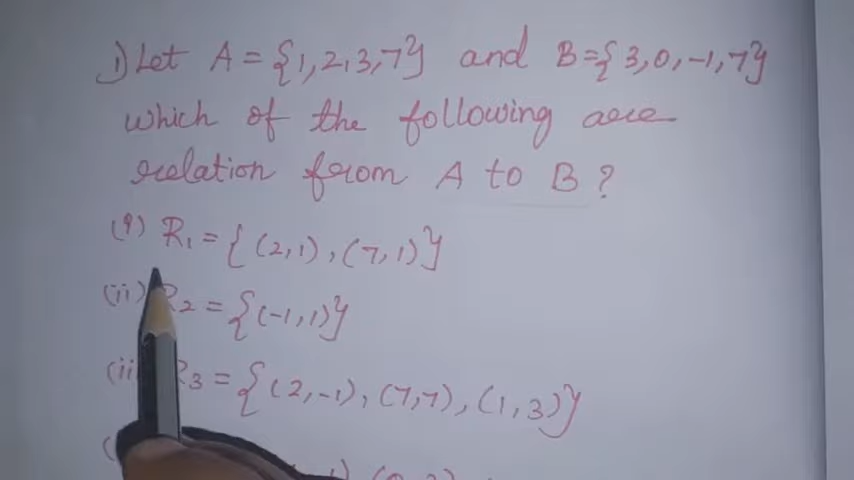 1) Let A = {1, 2, 3, 7} and B = {3, 0, -1, 7}
which of the following are
relation from A to B ?
(i) R₁ = {(2, 1), (7, 1)}
(ii) R₂ = {(-1, 1)}
R₃ = {(2, -1), (7, 7), (1, 3)}